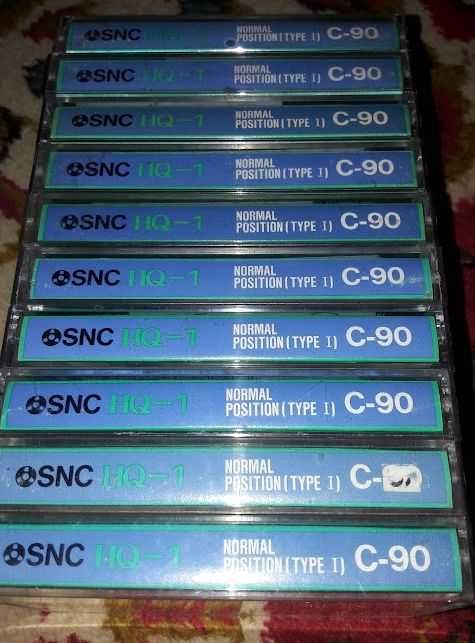 SNC NORMAL POSITION (TYPE I) C-90
SNC HQ-1 NORMAL POSITION (TYPE I) C-90
SNC HQ-1 NORMAL POSITION (TYPE I) C-90
SNC HQ-1 NORMAL POSITION (TYPE I) C-90
SNC HQ-1 NORMAL POSITION (TYPE I) C-90
SNC HQ-1 NORMAL POSITION (TYPE I) C-90
SNC HQ-1 NORMAL POSITION (TYPE I) C-90
SNC HQ-1 NORMAL POSITION (TYPE I) C-90
SNC HQ-1 NORMAL POSITION (TYPE I) C-
SNC HQ-1 NORMAL POSITION (TYPE I) C-90